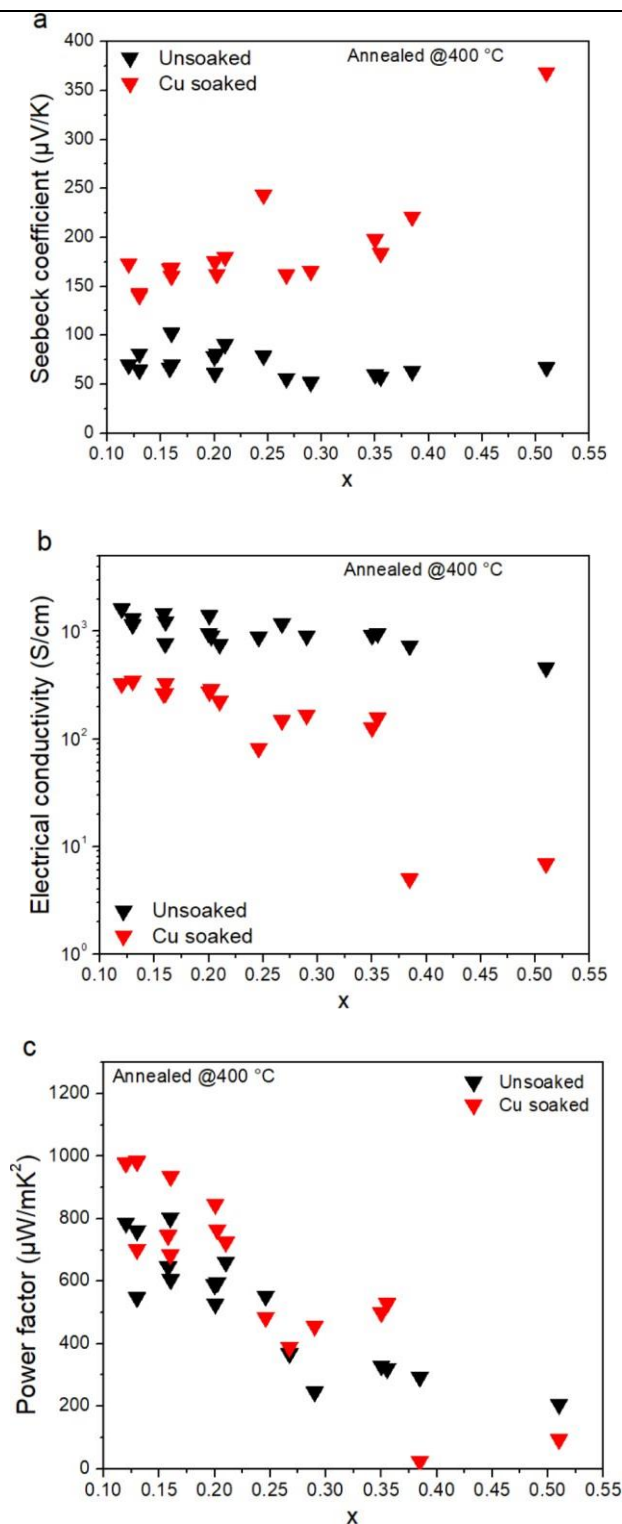 a
400
350
300
250
200
150
100
50
0
Seebeck coefficient (µV/K)
Unsoaked
Cu soaked
Annealed @400 °C
0.10 0.15 0.20 0.25 0.30 0.35 0.40 0.45 0.50 0.55
x
b
10³
10²
10¹
10⁰
Electrical conductivity (S/cm)
Annealed @400 °C
Unsoaked
Cu soaked
0.10 0.15 0.20 0.25 0.30 0.35 0.40 0.45 0.50 0.55
x
c
1200
1000
800
600
400
200
0
Power factor (µW/mK²)
Annealed @400 °C
Unsoaked
Cu soaked
0.10 0.15 0.20 0.25 0.30 0.35 0.40 0.45 0.50 0.55
x